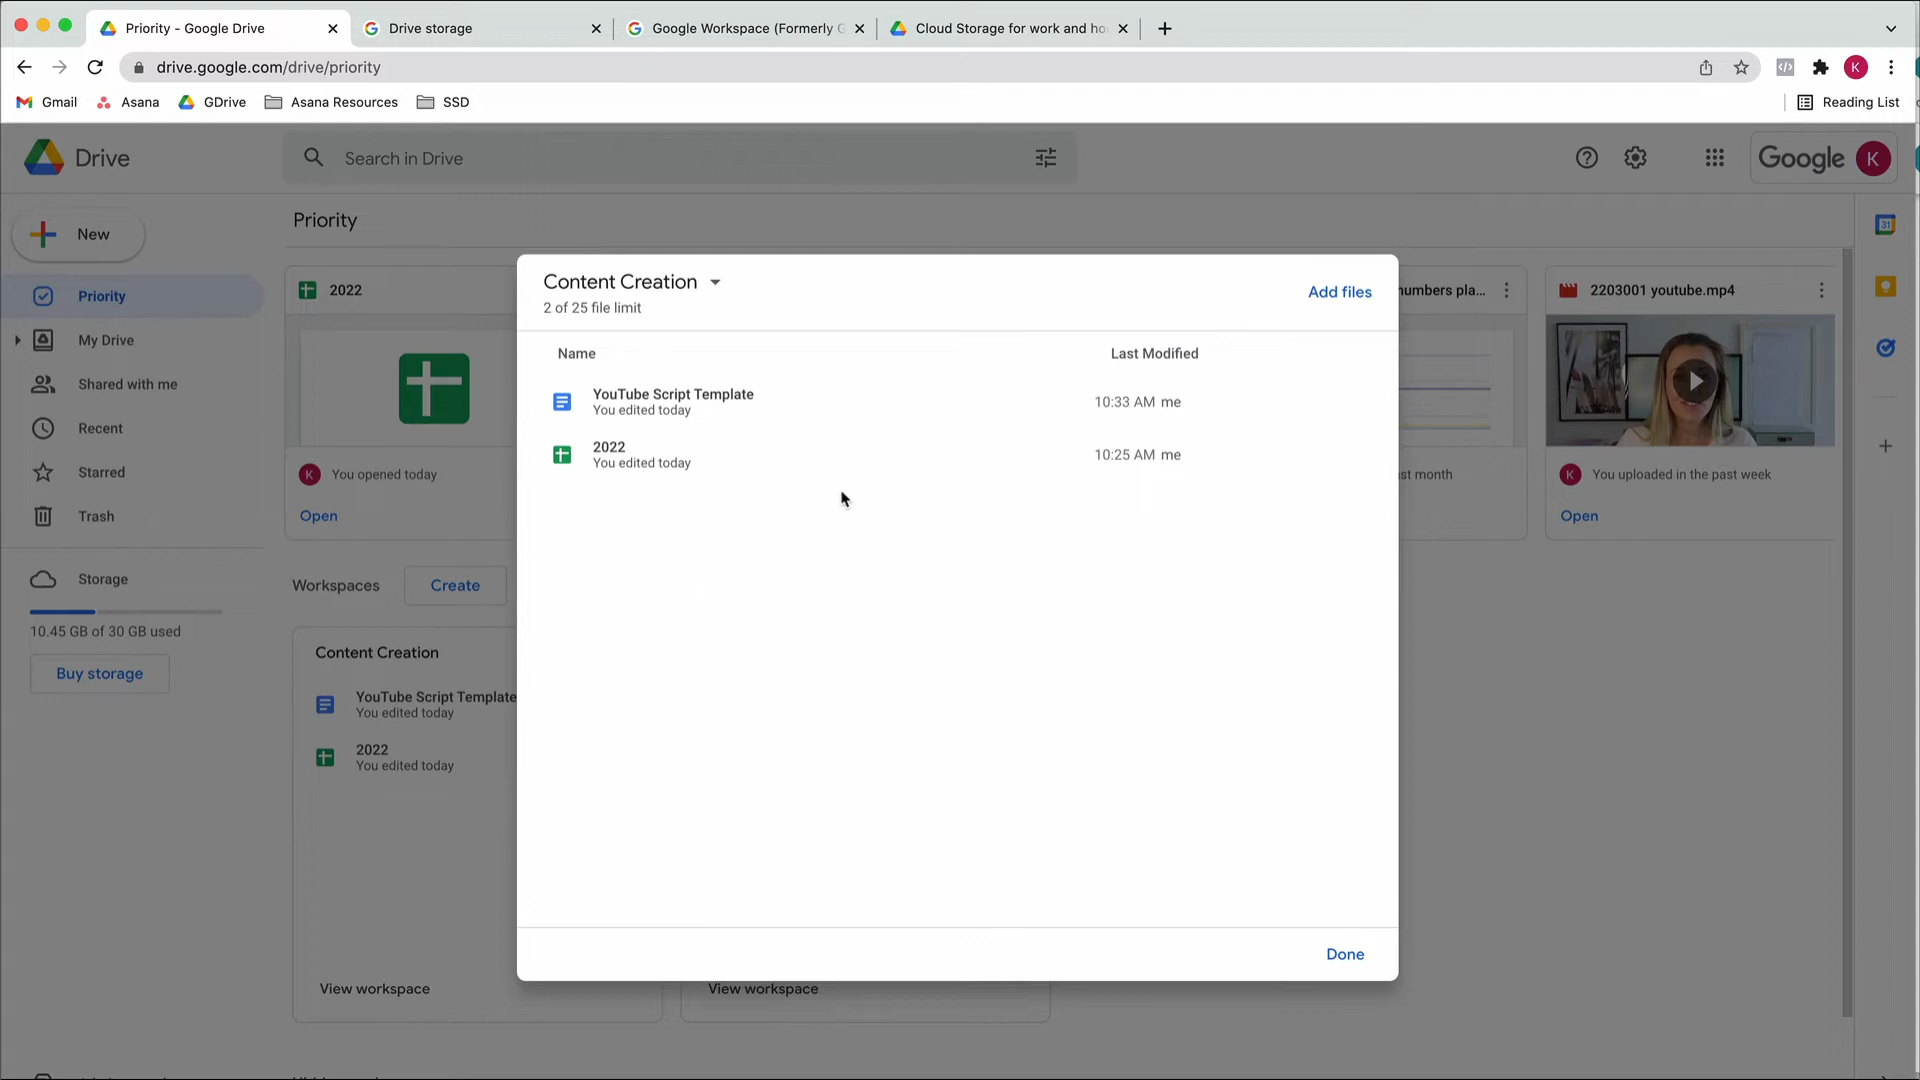 Priority - Google Drive
Drive storage
Google Workspace (Formerly G
Cloud Storage for work and ho
drive.google.com/drive/priority
K
Gmail
Asana
GDrive
Asana Resources
SSD
Reading List
Drive
Search in Drive
Google
K
New
Priority
My Drive
Shared with me
Recent
Starred
Trash
Storage
10.45 GB of 30 GB used
Buy storage
Priority
2022
K
You opened today
Open
numbers pla...
st month
2203001 youtube.mp4
K
You uploaded in the past week
Open
31
Workspaces
Create
Content Creation
YouTube Script Template
You edited today
2022
You edited today
View workspace
View workspace
Content Creation
2 of 25 file limit
Add files
Name
Last Modified
YouTube Script Template
You edited today
10:33 AM me
2022
You edited today
10:25 AM me
Done